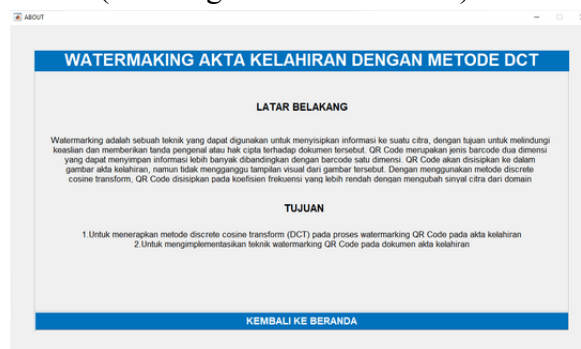 ABOUT
WATERMAKING AKTA KELAHIRAN DENGAN METODE DCT
LATAR BELAKANG
Watermarking adalah sebuah teknik yang dapat digunakan untuk menyisipkan informasi ke suatu citra, dengan tujuan untuk melindungi
keaslian dan memberikan tanda pengenal atau hak cipta terhadap dokumen tersebut. QR Code merupakan jenis barcode dua dimensi
yang dapat menyimpan informasi lebih banyak dibandingkan dengan barcode satu dimensi. QR Code akan disisipkan ke dalam
gambar akta kelahiran, namun tidak mengganggu tampilan visual dari gambar tersebut. Dengan menggunakan metode discrete
cosine transform, QR Code disisipkan pada koefisien frekuensi yang lebih rendah dengan mengubah sinyal citra dari domain
TUJUAN
1.Untuk menerapkan metode discrete cosine transform (DCT) pada proses watermarking QR Code pada akta kelahiran
2.Untuk mengimplementasikan teknik watermarking QR Code pada dokumen akta kelahiran
KEMBALI KE BERANDA